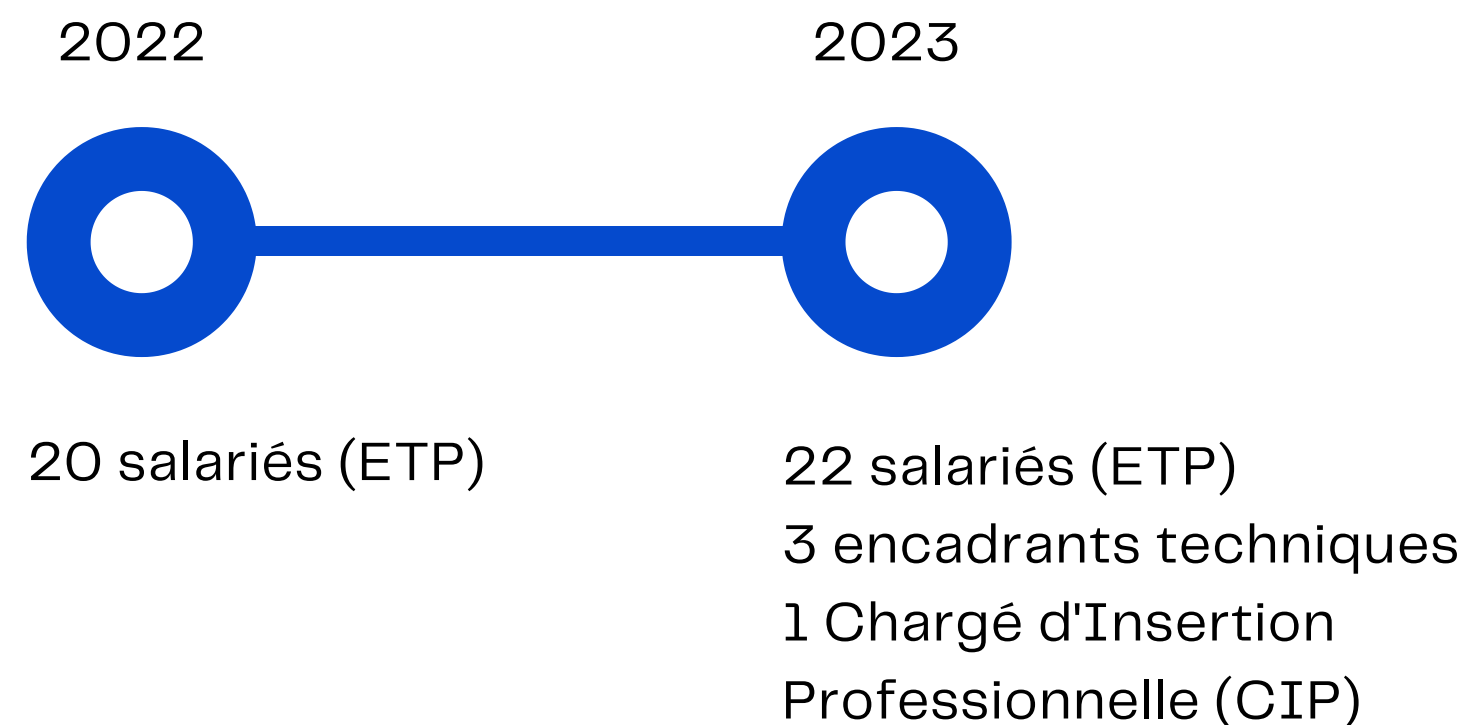 2022
2023
20 salariés (ETP)
22 salariés (ETP)
3 encadrants techniques
1 Chargé d'Insertion
Professionnelle (CIP)